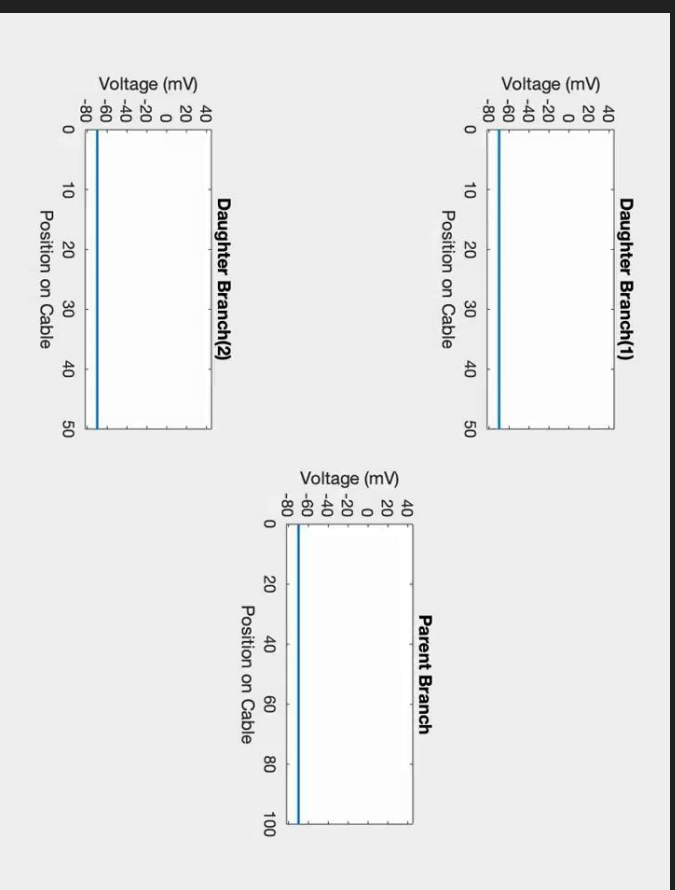 Daughter Branch(1)
Voltage (mV)
40
20
0
-20
-40
-60
-80
0 10 20 30 40 50
Position on Cable
Daughter Branch(2)
Voltage (mV)
40
20
0
-20
-40
-60
-80
0 10 20 30 40 50
Position on Cable
Parent Branch
Voltage (mV)
40
20
0
-20
-40
-60
-80
0 20 40 60 80 100
Position on Cable